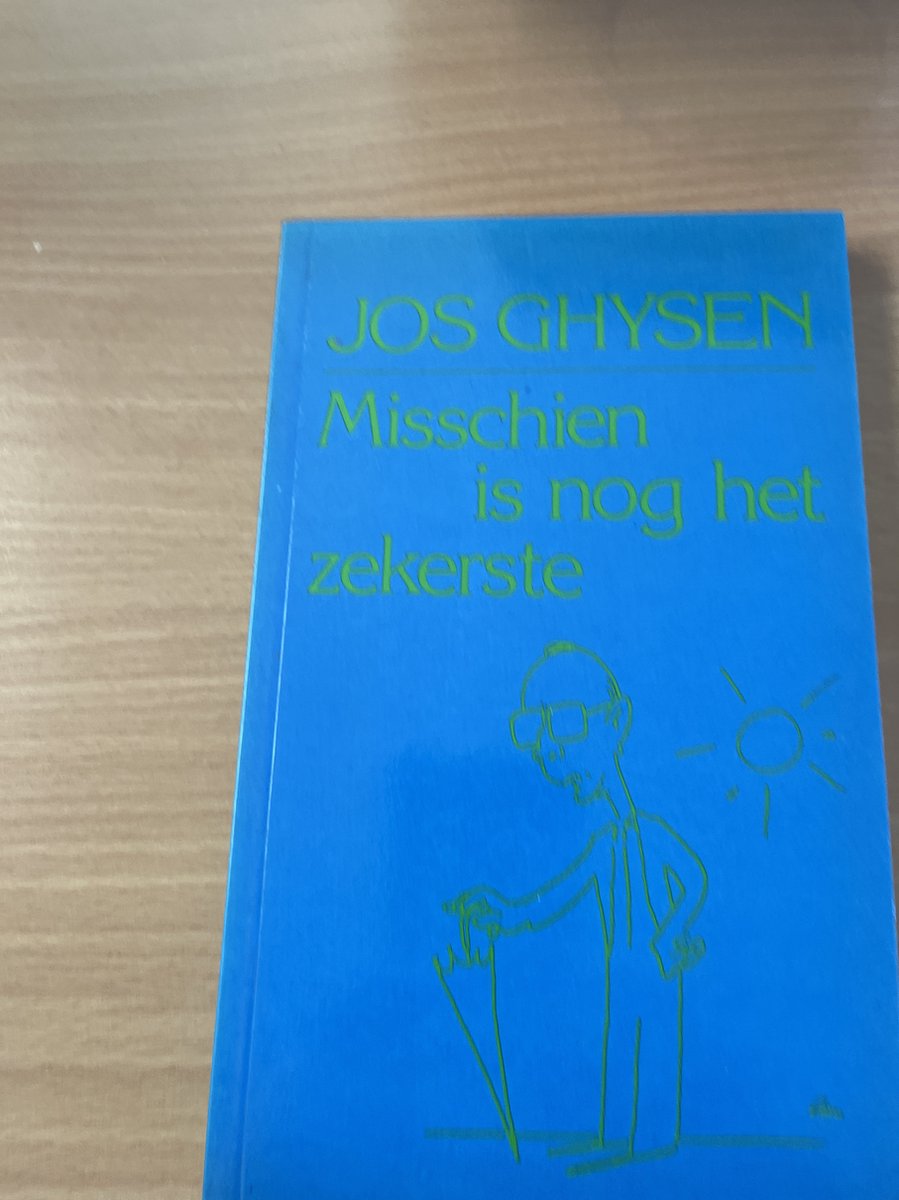 JOS GHYSEN
Misschien
is nog het
zekerste